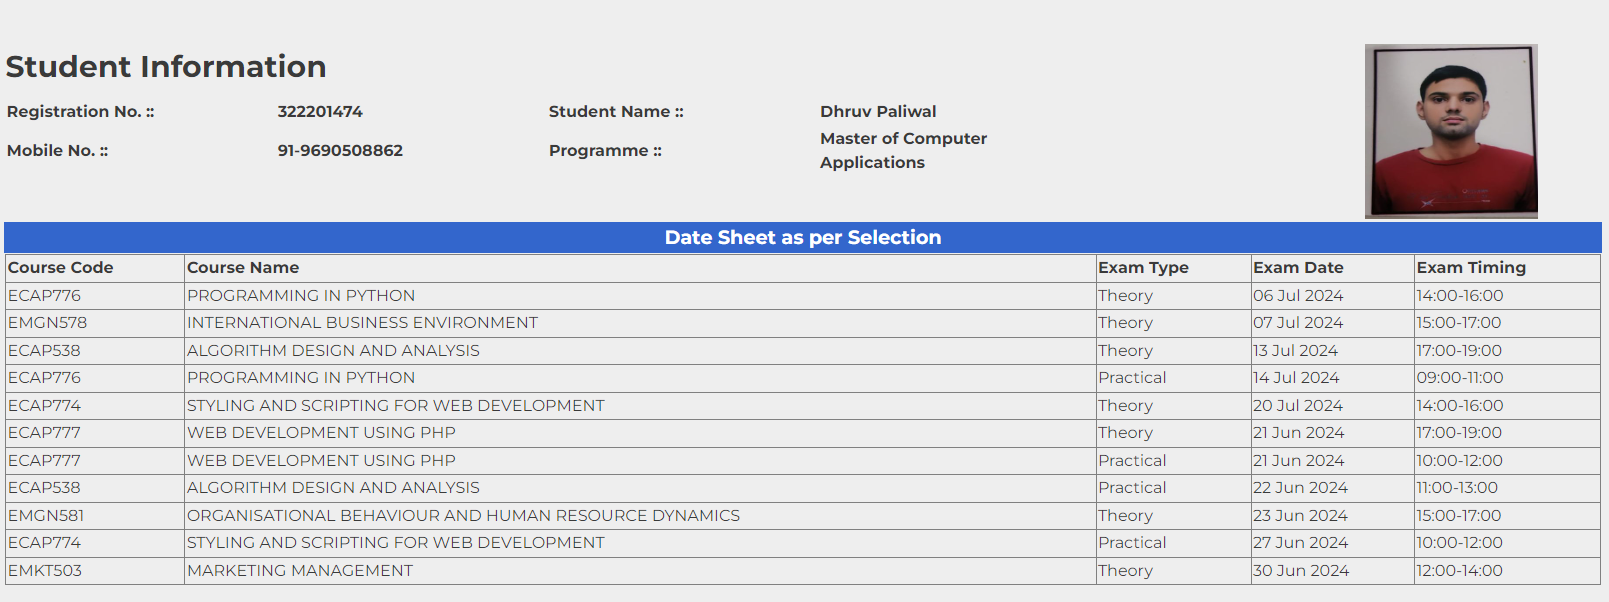 Student Information
Registration No. :: 322201474 Student Name :: Dhruv Paliwal
Mobile No. :: 91-9690508862 Programme :: Master of Computer
Applications
Date Sheet as per Selection
Course Code Course Name Exam Type Exam Date Exam Timing
ECAP776 PROGRAMMING IN PYTHON Theory 06 Jul 2024 14:00-16:00
EMGN578 INTERNATIONAL BUSINESS ENVIRONMENT Theory 07 Jul 2024 15:00-17:00
ECAP538 ALGORITHM DESIGN AND ANALYSIS Theory 13 Jul 2024 17:00-19:00
ECAP776 PROGRAMMING IN PYTHON Practical 14 Jul 2024 09:00-11:00
ECAP774 STYLING AND SCRIPTING FOR WEB DEVELOPMENT Theory 20 Jul 2024 14:00-16:00
ECAP777 WEB DEVELOPMENT USING PHP Theory 21 Jun 2024 17:00-19:00
ECAP777 WEB DEVELOPMENT USING PHP Practical 21 Jun 2024 10:00-12:00
ECAP538 ALGORITHM DESIGN AND ANALYSIS Practical 22 Jun 2024 11:00-13:00
EMGN581 ORGANISATIONAL BEHAVIOUR AND HUMAN RESOURCE DYNAMICS Theory 23 Jun 2024 15:00-17:00
ECAP774 STYLING AND SCRIPTING FOR WEB DEVELOPMENT Practical 27 Jun 2024 10:00-12:00
EMKT503 MARKETING MANAGEMENT Theory 30 Jun 2024 12:00-14:00